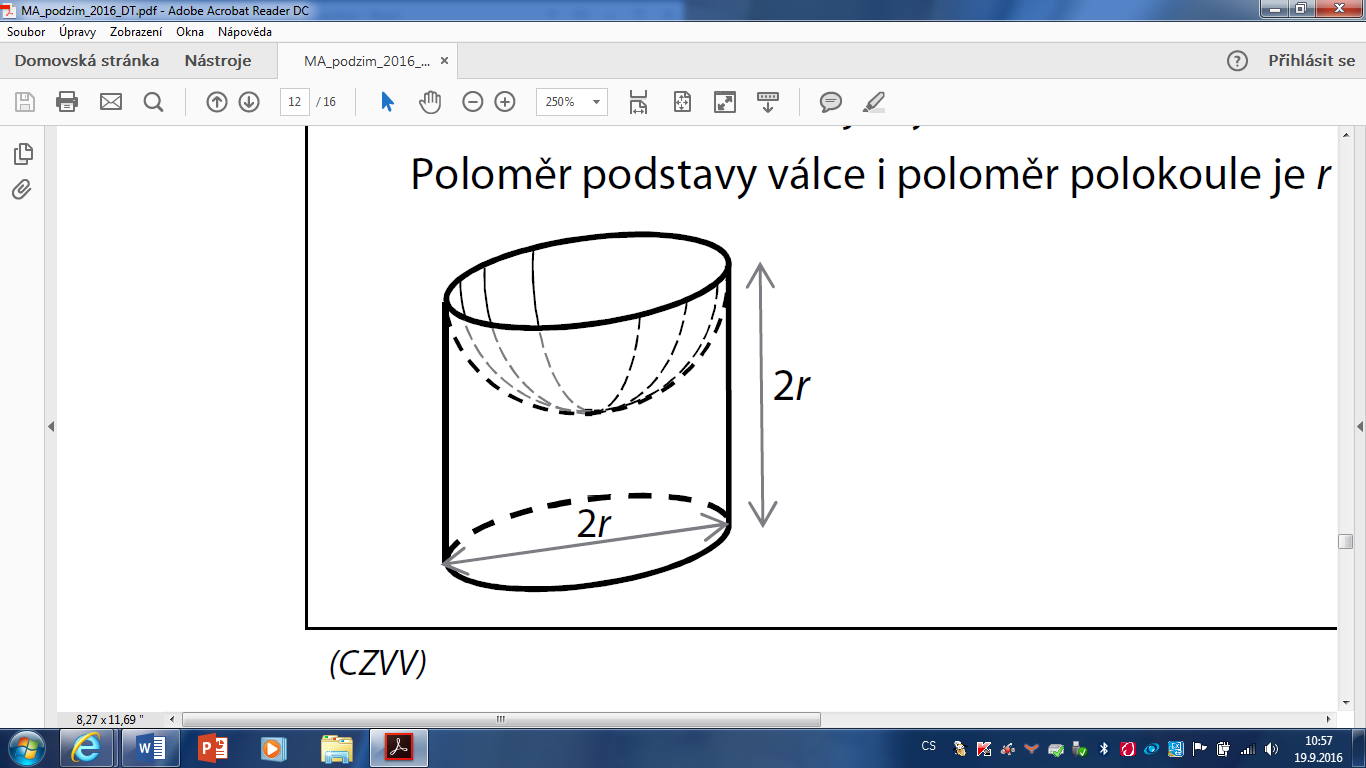 MA_podzim_2016_DT.pdf - Adobe Acrobat Reader DC
Soubor Úpravy Zobrazení Okna Nápověda
Domovská stránka Nástroje MA_podzim_2016_... × ? Přihlásit se
12 / 16 250%
Poloměr podstavy válce i poloměr polokoule je r
2r
2r
(CZVV)
8,27 x 11,69 "
CS 10:57
19.9.2016